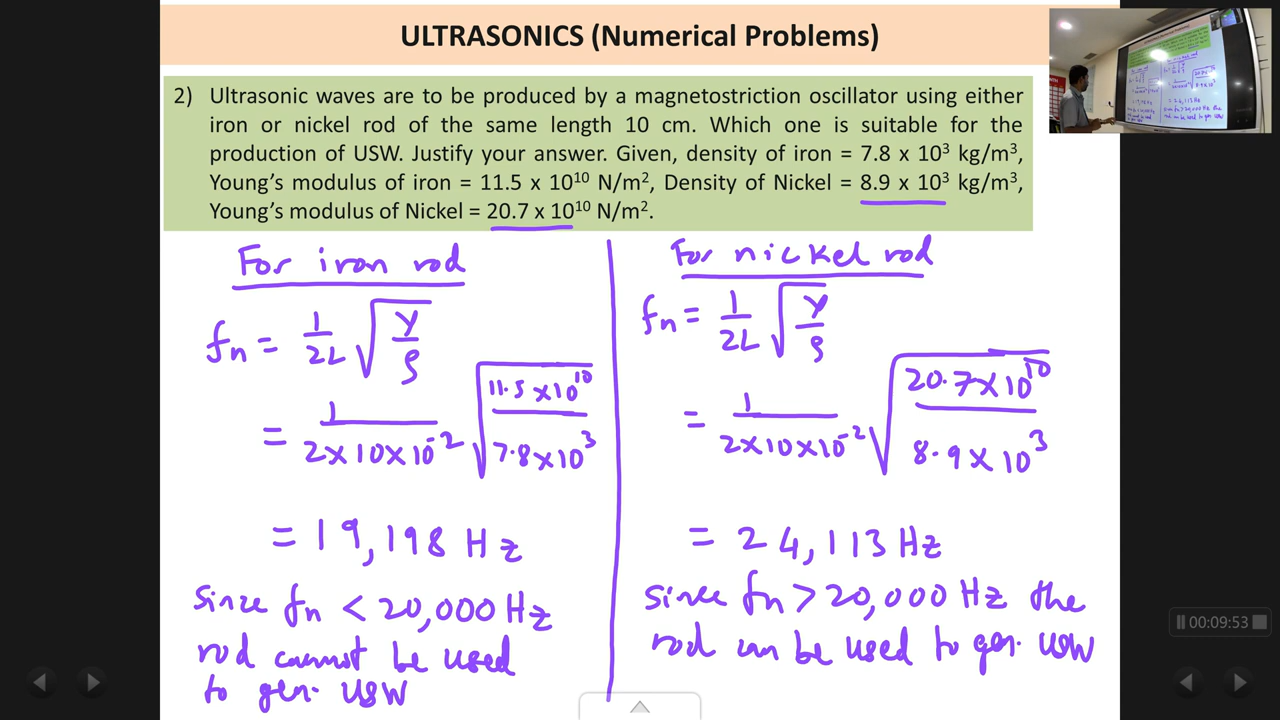 ULTRASONICS (Numerical Problems)
2) Ultrasonic waves are to be produced by a magnetostriction oscillator using either
iron or nickel rod of the same length 10 cm. Which one is suitable for the
production of USW. Justify your answer. Given, density of iron = 7.8 x 10³ kg/m³,
Young's modulus of iron = 11.5 x 10¹⁰ N/m², Density of Nickel = 8.9 x 10³ kg/m³,
Young's modulus of Nickel = 20.7 x 10¹⁰ N/m².
For iron rod
fn = 1/2L √(Y/ρ)
= 1/(2×10×10⁻²) √(11.5×10¹⁰/7.8×10³)
= 19,198 Hz
since fn < 20,000 Hz
rod cannot be used
to gen. USW
For nickel rod
fn = 1/2L √(Y/ρ)
= 1/(2×10×10⁻²) √(20.7×10¹⁰/8.9×10³)
= 24,113 Hz
since fn > 20,000 Hz the
rod can be used to gen. USW
00:09:53